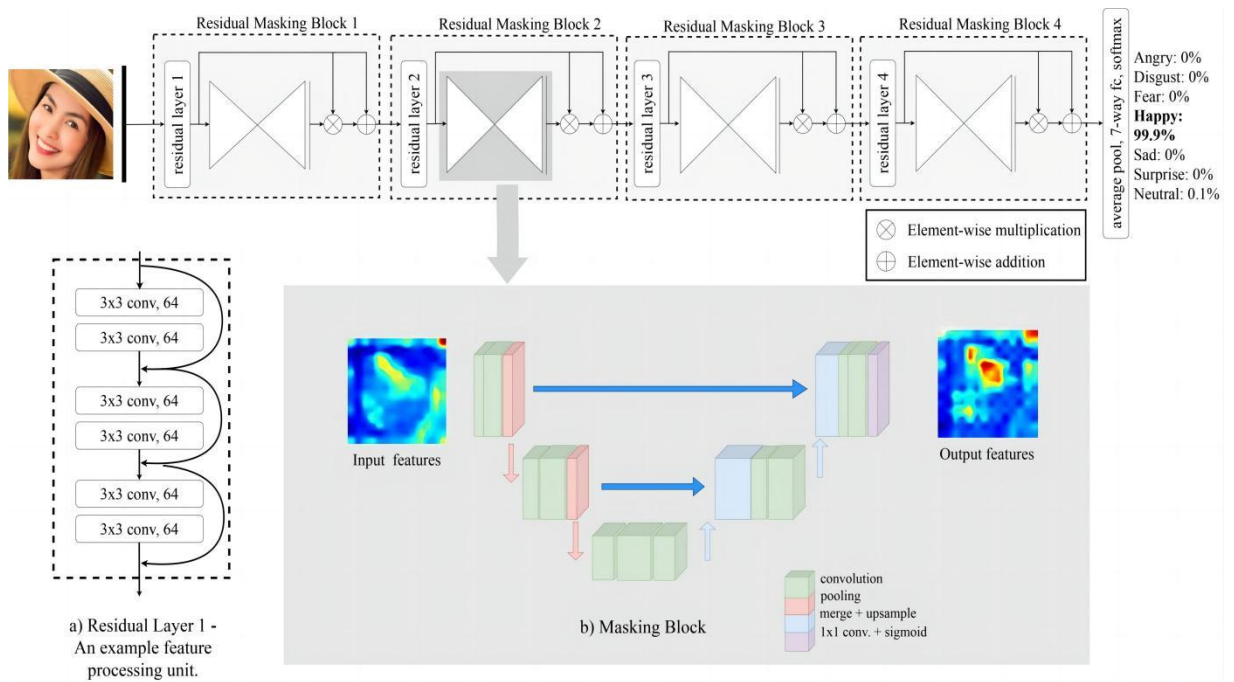 Residual Masking Block 1
Residual Masking Block 2
Residual Masking Block 3
Residual Masking Block 4
residual layer 1
residual layer 2
residual layer 3
residual layer 4
average pool, 7-way fc, softmax
Angry: 0%
Disgust: 0%
Fear: 0%
Happy:
99.9%
Sad: 0%
Surprise: 0%
Neutral: 0.1%
Element-wise multiplication
Element-wise addition
3x3 conv, 64
3x3 conv, 64
3x3 conv, 64
3x3 conv, 64
3x3 conv, 64
3x3 conv, 64
a) Residual Layer 1 -
An example feature
processing unit.
Input features
Output features
convolution
pooling
merge + upsample
1x1 conv. + sigmoid
b) Masking Block